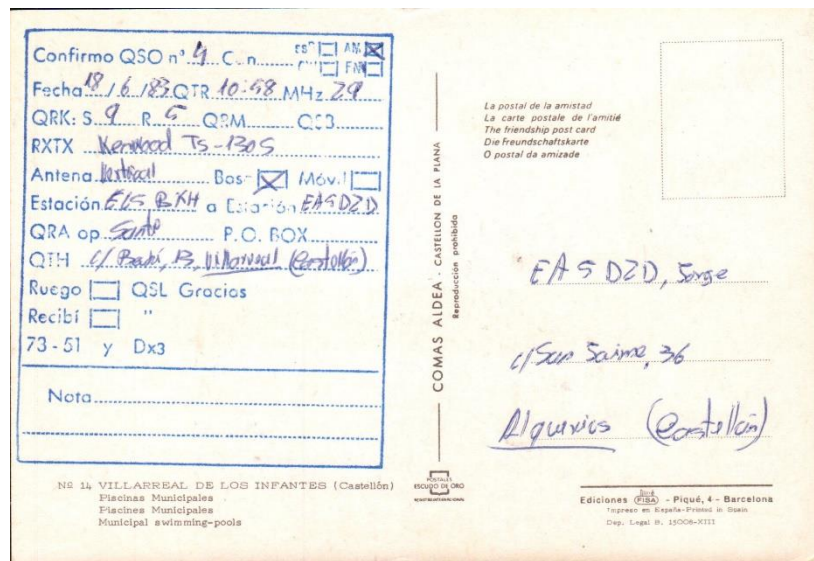 Confirmo QSO nº 4 C.n
AM
FM
Fecha 18/6/83 QTR 10:58 MHz 29
QRK: S 9 R 5 QRM QSB
RXTX Kenwood TS-130S
Antena Vertical Base Móvil
Estación a Estación EA5DZD
QRA op Santi P.O. BOX
QTH c/ Villarreal (Castellón)
Ruego QSL Gracias
Recibí "
73-51 y Dx3
Nota
Nº 14 VILLARREAL DE LOS INFANTES (Castellón)
Piscinas Municipales
Piscines Municipales
Municipal swimming-pools
COMAS ALDEA - CASTELLON DE LA PLANA
Reproducción prohibida
POSTALES
ESCUDO DE ORO
La postal de la amistad
La carte postale de l'amitié
The friendship post card
Die Freundschaftskarte
O postal da amizade
EA5DZD, Jorge
c/ San Jaime, 36
Alquerías (Castellón)
Ediciones FISA - Piqué, 4 - Barcelona
Impreso en España-Printed in Spain
Dep. Legal B. 15008-XIII